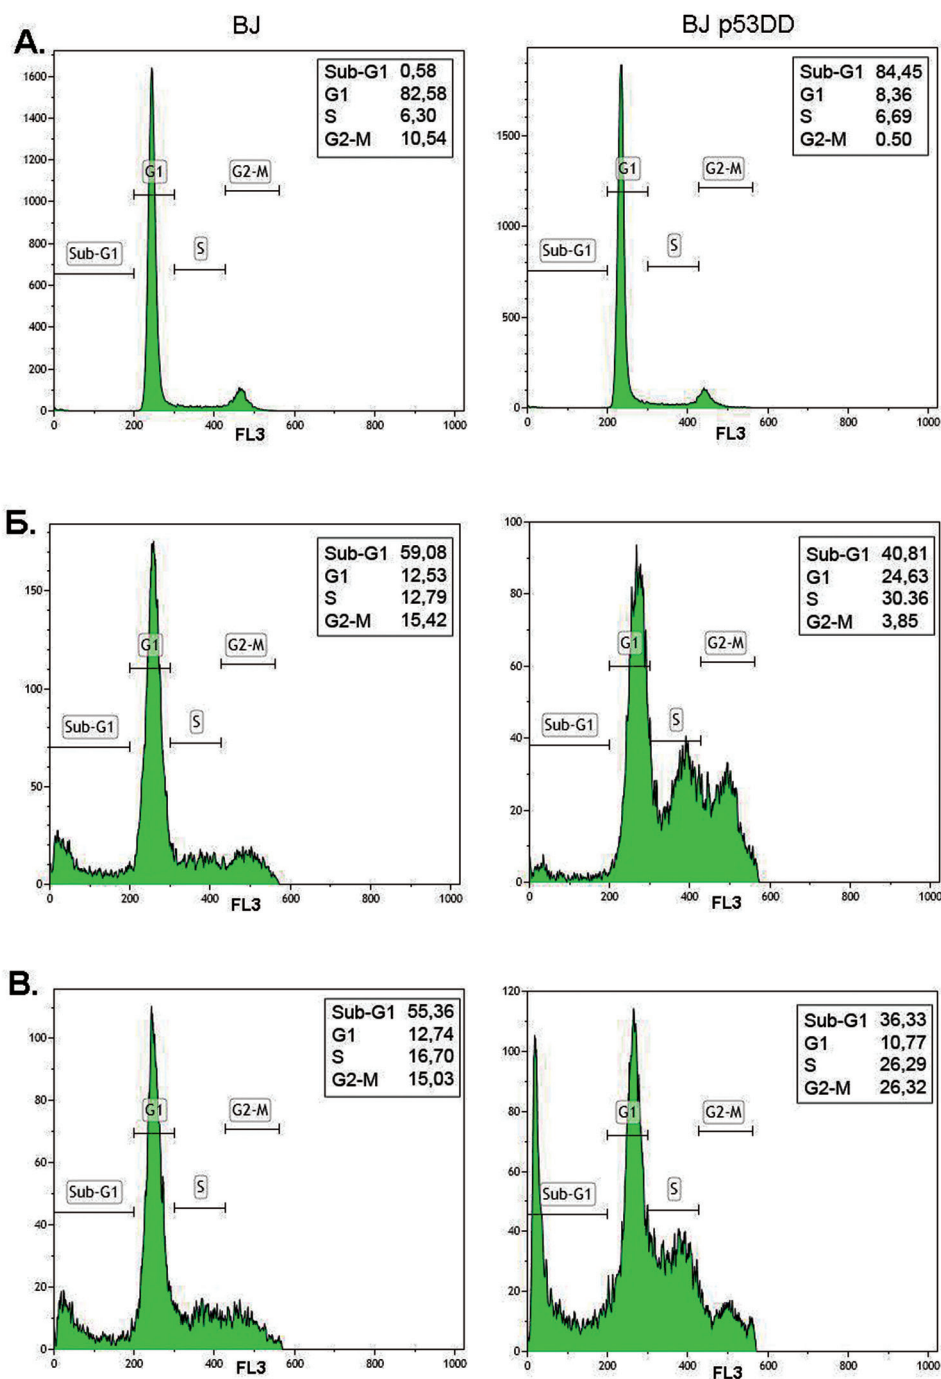 BJ
BJ p53DD
А.
Sub-G1 0,58
G1 82,58
S 6,30
G2-M 10,54
1600
1400
1200
1000
800
600
400
200
0
Sub-G1
G1
S
G2-M
0 200 400 600 800 1000
FL3
Sub-G1 84,45
G1 8,36
S 6,69
G2-M 0.50
1500
1000
500
0
Sub-G1
G1
S
G2-M
0 200 400 600 800 1000
FL3
Б.
Sub-G1 59,08
G1 12,53
S 12,79
G2-M 15,42
150
100
50
0
Sub-G1
G1
S
G2-M
0 200 400 600 800 1000
FL3
Sub-G1 40,81
G1 24,63
S 30.36
G2-M 3,85
100
80
60
40
20
0
Sub-G1
G1
S
G2-M
0 200 400 600 800 1000
FL3
В.
Sub-G1 55,36
G1 12,74
S 16,70
G2-M 15,03
100
80
60
40
20
0
Sub-G1
G1
S
G2-M
0 200 400 600 800 1000
FL3
Sub-G1 36,33
G1 10,77
S 26,29
G2-M 26,32
120
100
80
60
40
20
0
Sub-G1
G1
S
G2-M
0 200 400 600 800 1000
FL3